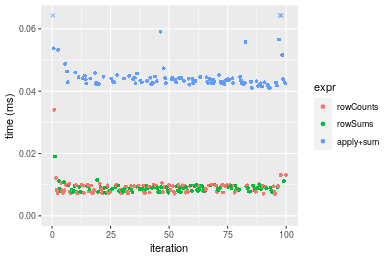 0.06
0.04
0.02
0.00
time (ms)
0
25
50
75
100
iteration
expr
rowCounts
rowSums
apply+sum